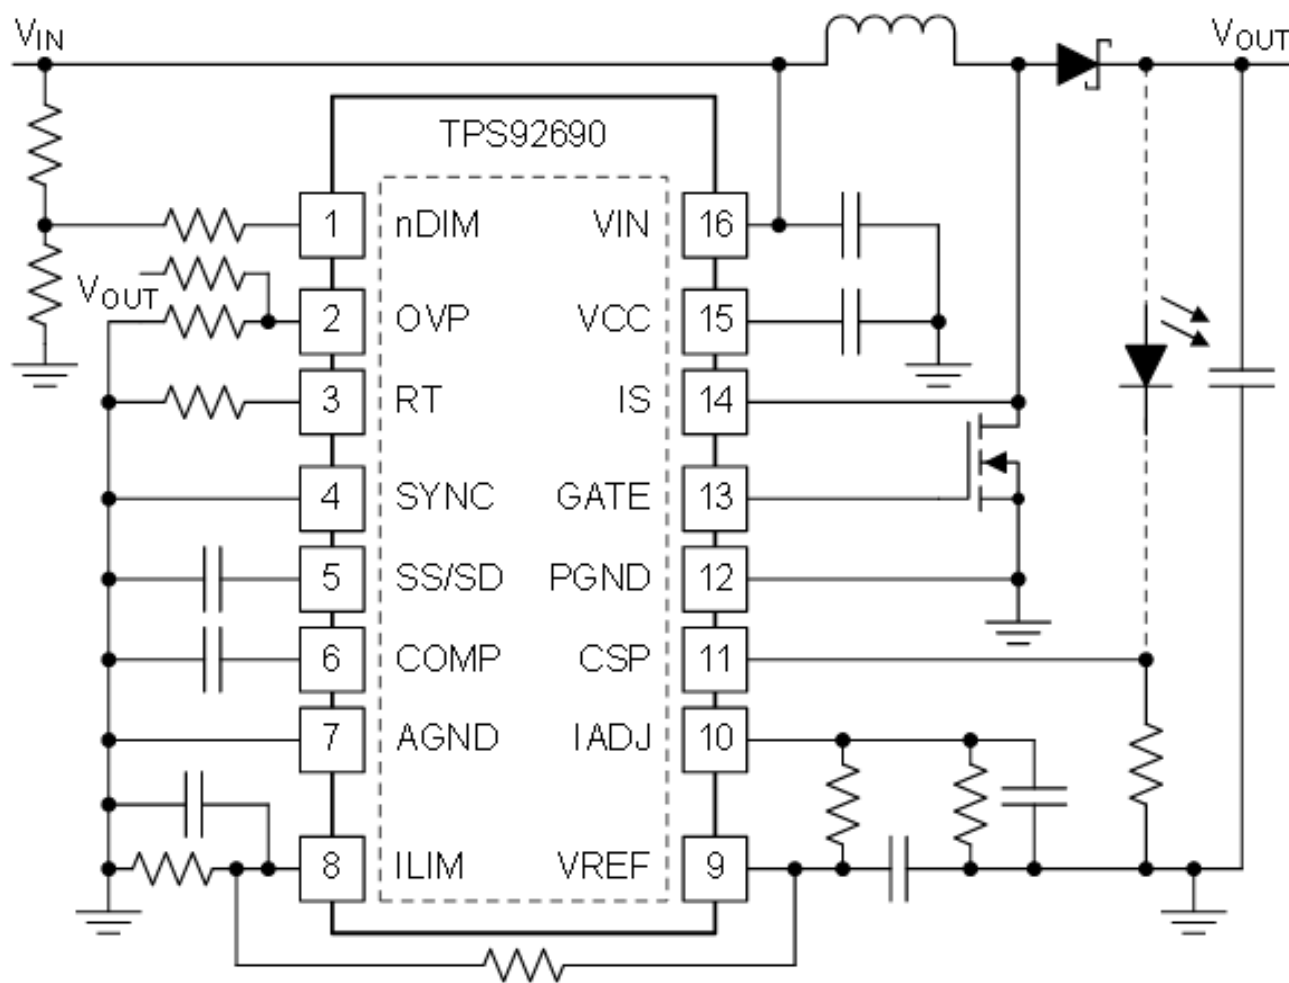 VIN
VOUT
TPS92690
1 nDIM VIN 16
VOUT
2 OVP VCC 15
3 RT IS 14
4 SYNC GATE 13
5 SS/SD PGND 12
6 COMP CSP 11
7 AGND IADJ 10
8 ILIM VREF 9